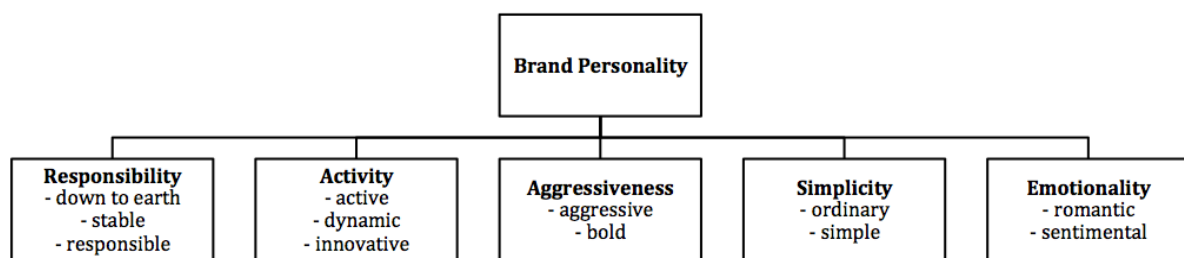 Brand Personality
Responsibility
- down to earth
- stable
- responsible
Activity
- active
- dynamic
- innovative
Aggressiveness
- aggressive
- bold
Simplicity
- ordinary
- simple
Emotionality
- romantic
- sentimental